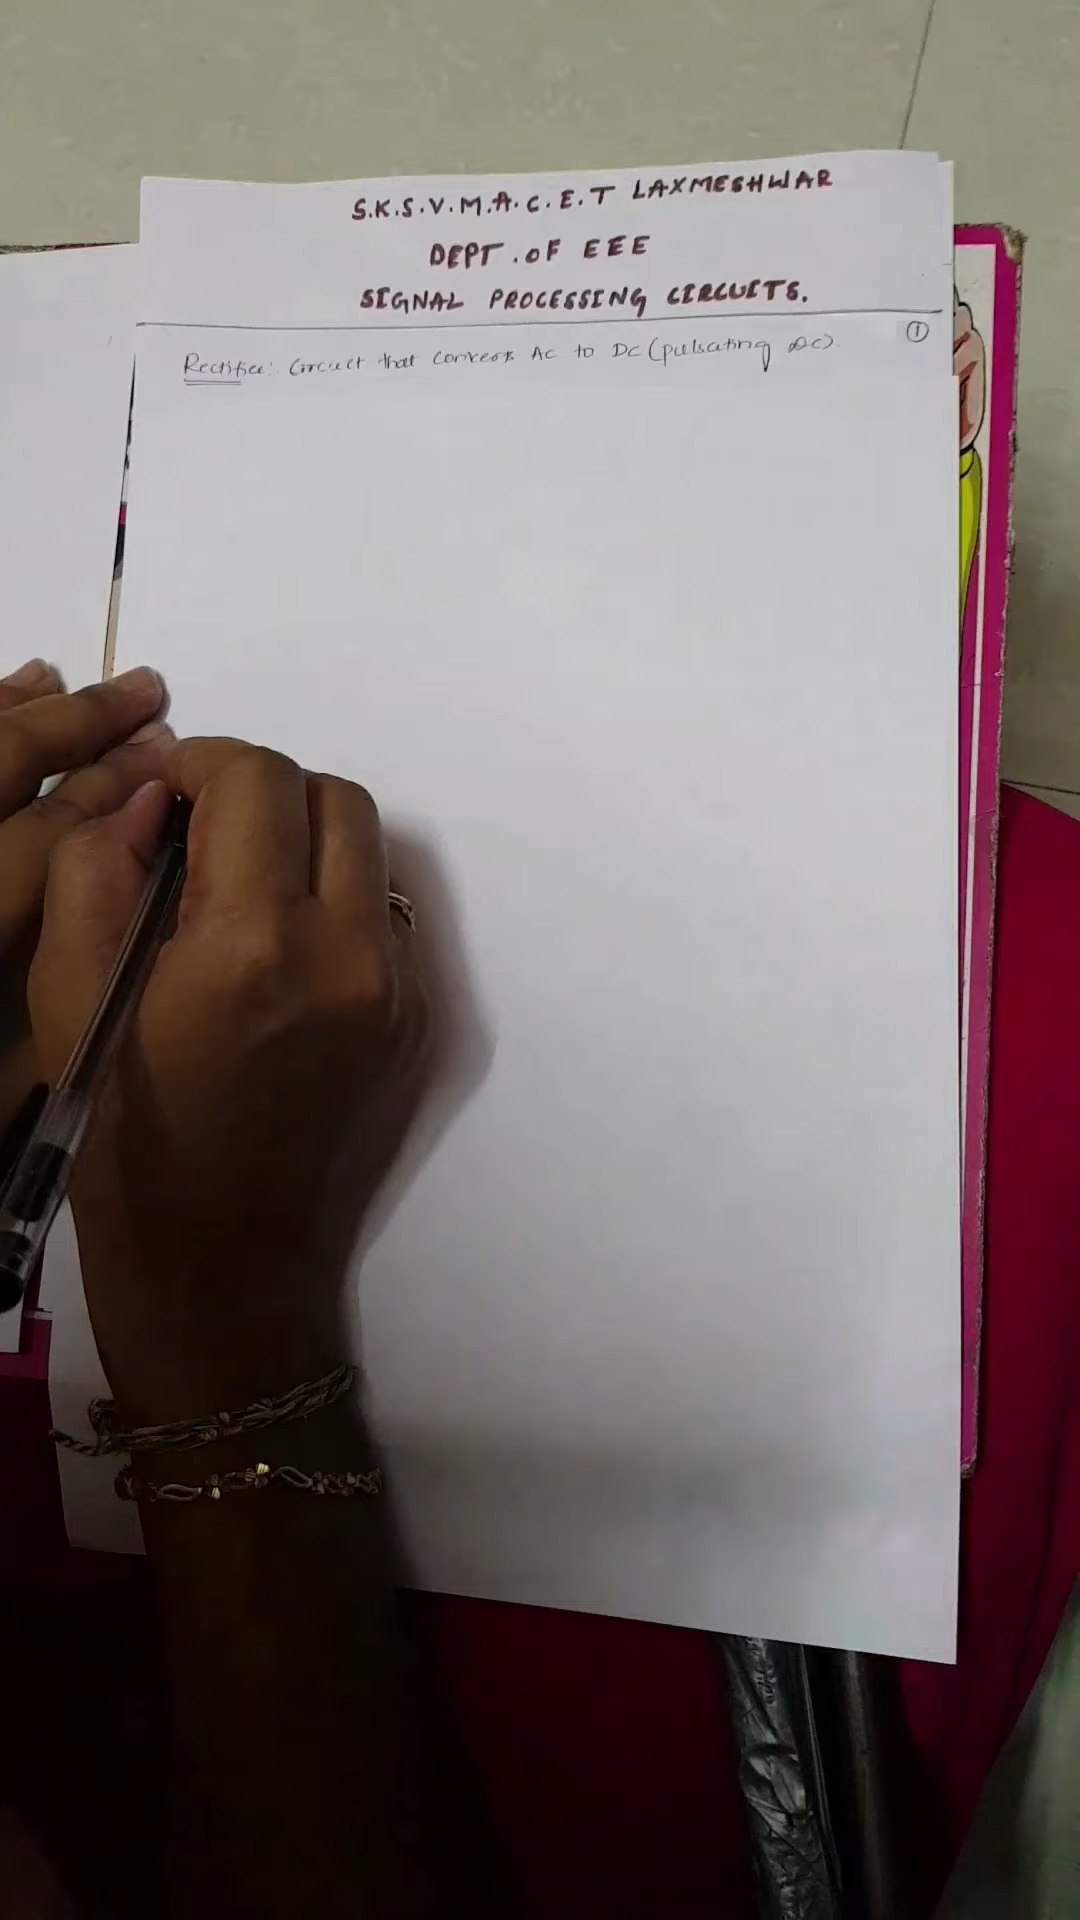 S.K.S.V.M.A.C.E.T LAXMESHWAR
DEPT.OF EEE
SIGNAL PROCESSING CIRCUITS.
①
Rectifier: Circuit that converts AC to DC (pulsating DC).